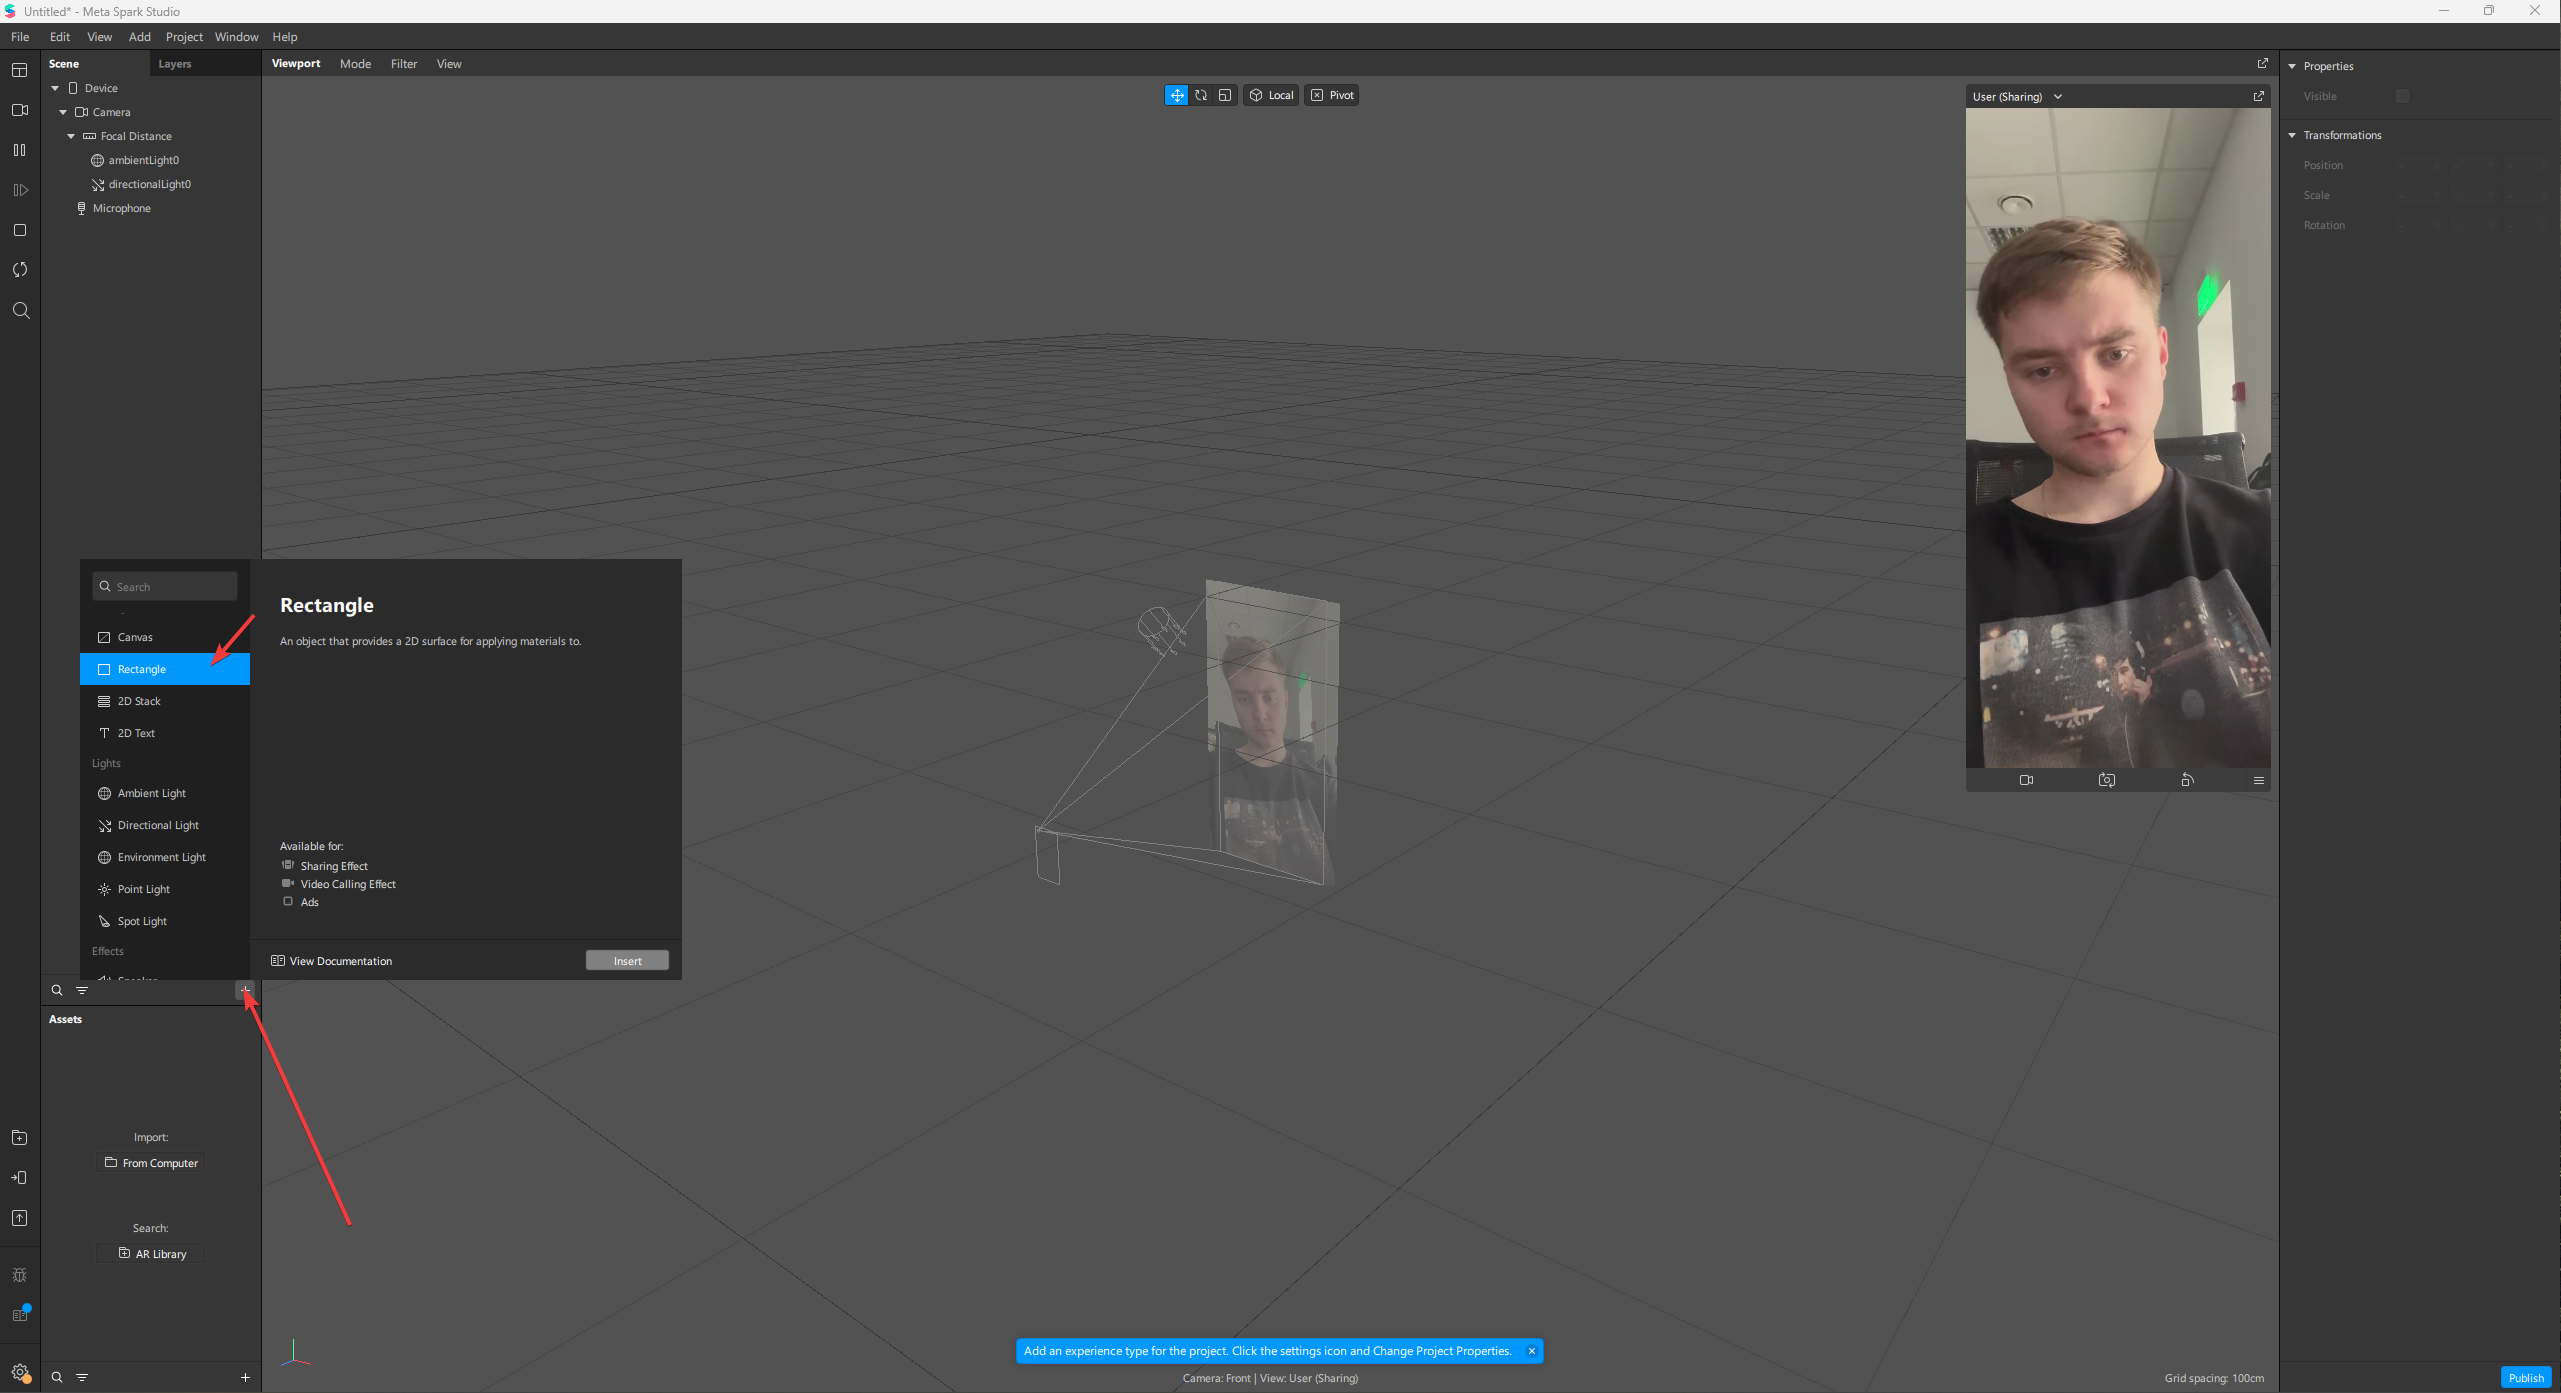 Untitled* - Meta Spark Studio
File Edit View Add Project Window Help
Scene Layers
Device
Camera
Focal Distance
ambientLight0
directionalLight0
Microphone
Viewport Mode Filter View
Local Pivot
User (Sharing)
Properties
Visible
Transformations
Position
Scale
Rotation
Search
Canvas
Rectangle
2D Stack
2D Text
Lights
Ambient Light
Directional Light
Environment Light
Point Light
Spot Light
Effects
Speaker
Rectangle
An object that provides a 2D surface for applying materials to.
Available for:
Sharing Effect
Video Calling Effect
Ads
View Documentation
Insert
Assets
Import:
From Computer
Search:
AR Library
Add an experience type for the project. Click the settings icon and Change Project Properties.
Camera: Front | View: User (Sharing)
Grid spacing: 100cm
Publish